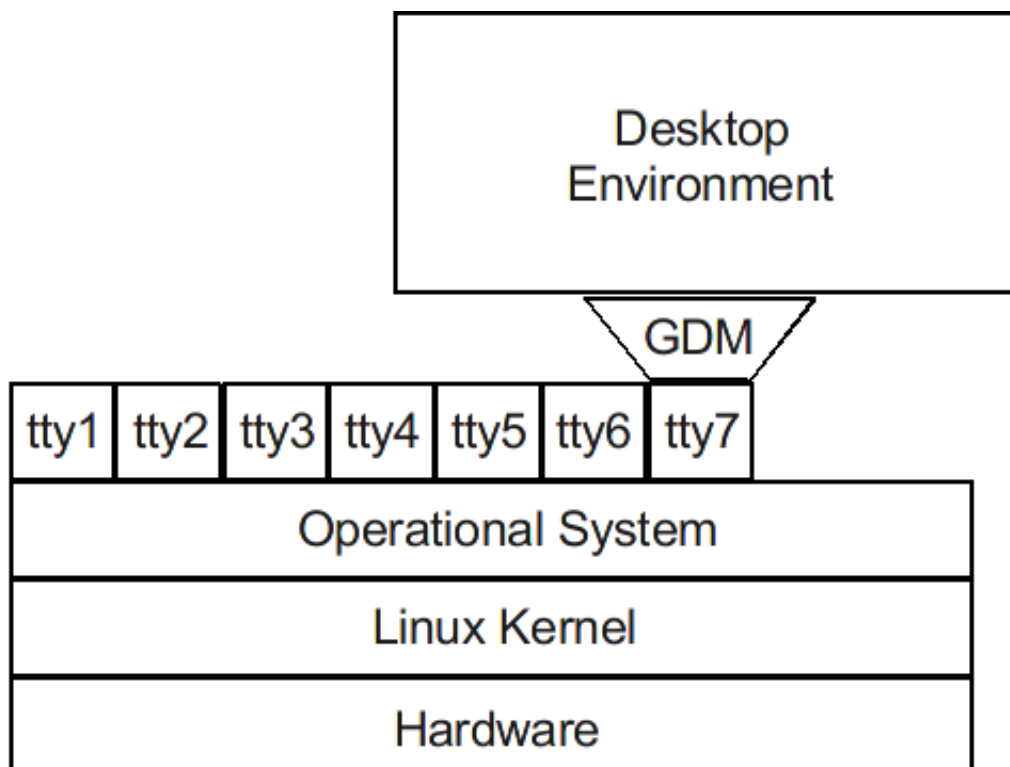 Desktop
Environment
GDM
tty1 tty2 tty3 tty4 tty5 tty6 tty7
Operational System
Linux Kernel
Hardware